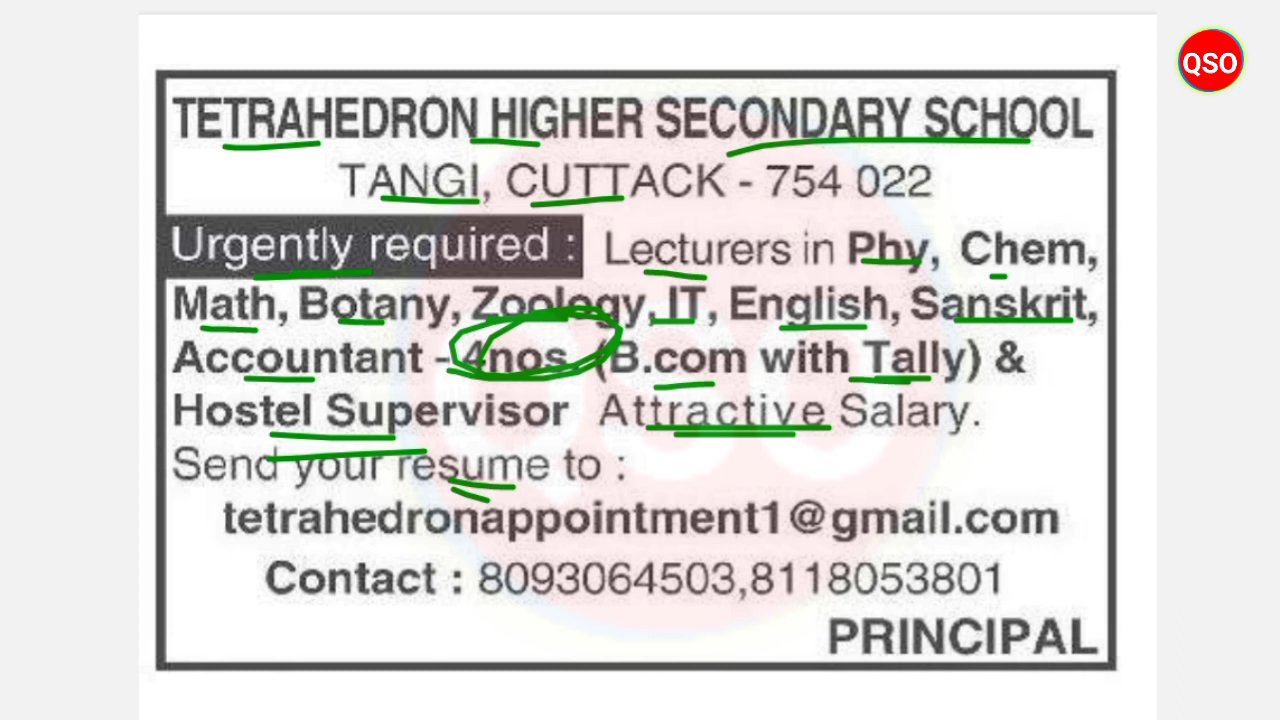 QSO
TETRAHEDRON HIGHER SECONDARY SCHOOL
TANGI, CUTTACK - 754 022
Urgently required : Lecturers in Phy, Chem,
Math, Botany, Zoology, IT, English, Sanskrit,
Accountant - 4nos (B.com with Tally) &
Hostel Supervisor Attractive Salary.
Send your resume to :
tetrahedronappointment1@gmail.com
Contact : 8093064503,8118053801
PRINCIPAL
QSO